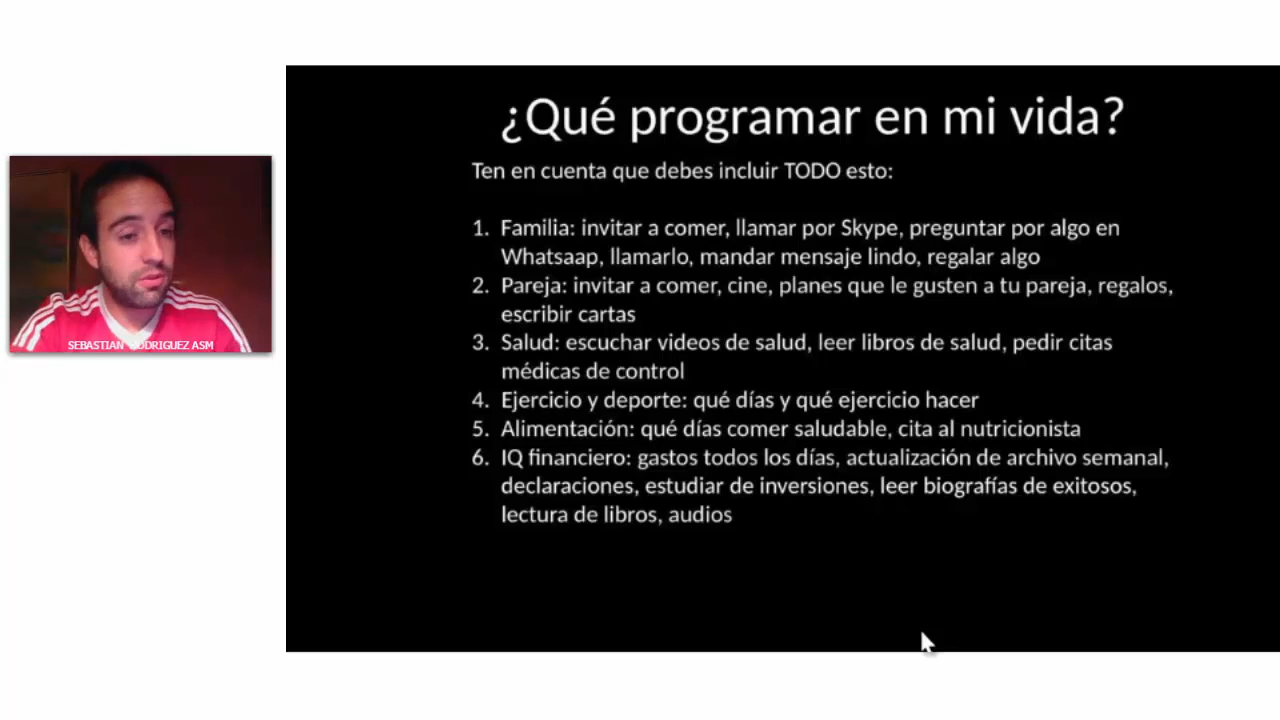 ¿Qué programar en mi vida?
Ten en cuenta que debes incluir TODO esto:
1. Familia: invitar a comer, llamar por Skype, preguntar por algo en
Whatsaap, llamarlo, mandar mensaje lindo, regalar algo
2. Pareja: invitar a comer, cine, planes que le gusten a tu pareja, regalos,
escribir cartas
3. Salud: escuchar videos de salud, leer libros de salud, pedir citas
médicas de control
4. Ejercicio y deporte: qué días y qué ejercicio hacer
5. Alimentación: qué días comer saludable, cita al nutricionista
6. IQ financiero: gastos todos los días, actualización de archivo semanal,
declaraciones, estudiar de inversiones, leer biografías de exitosos,
lectura de libros, audios
SEBASTIAN RODRIGUEZ ASM